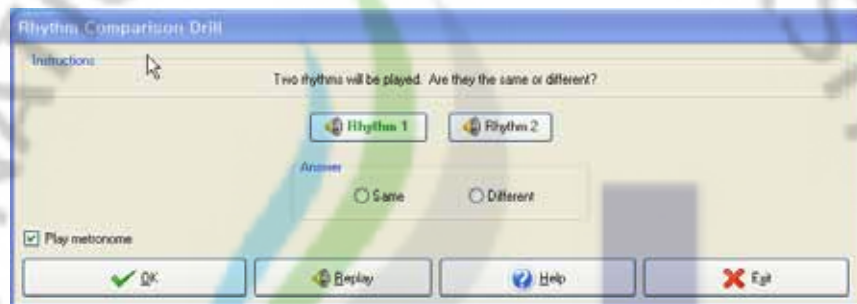 Rhythm Comparison Drill
Instructions
Two rhythms will be played. Are they the same or different?
Rhythm 1 Rhythm 2
Answer
Same Different
Play metronome
OK Replay Help Exit